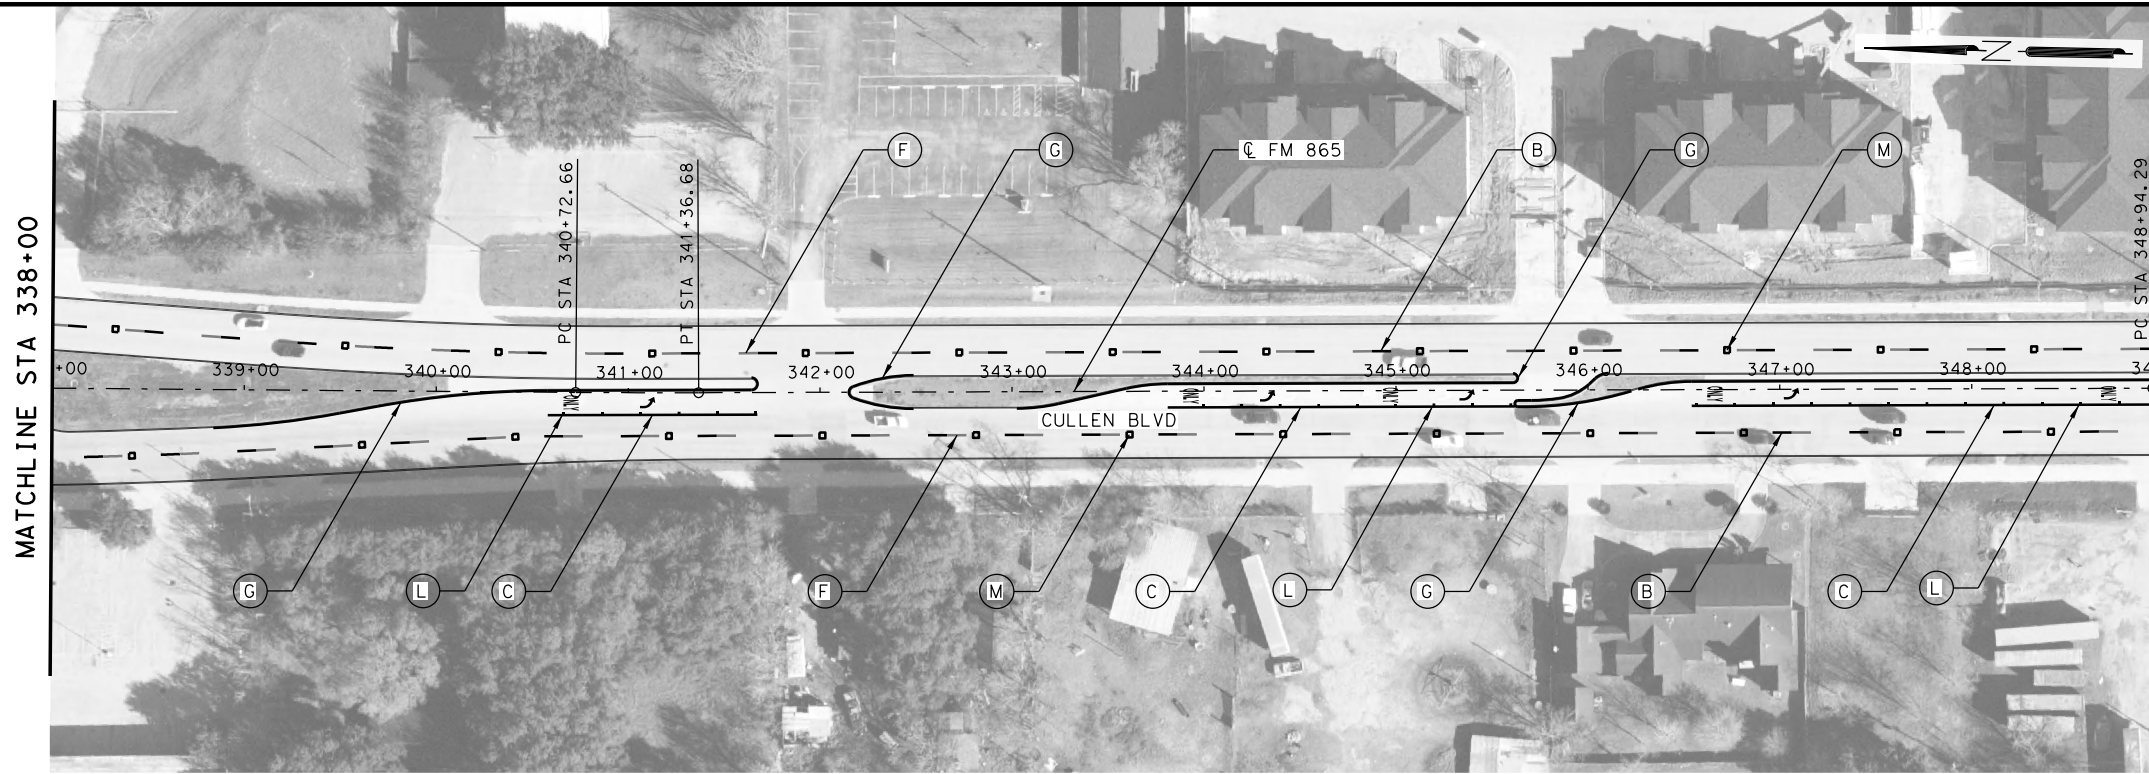 MATCHLINE STA 338+00
N
F
G
℄ FM 865
B
G
M
PC STA 340+72.66
PT STA 341+36.68
PC STA 348+94.29
+00
339+00
340+00
341+00
342+00
343+00
344+00
345+00
346+00
347+00
348+00
34
ONLY
ONLY
ONLY
ONLY
CULLEN BLVD
G
L
C
F
M
C
L
G
B
C
L